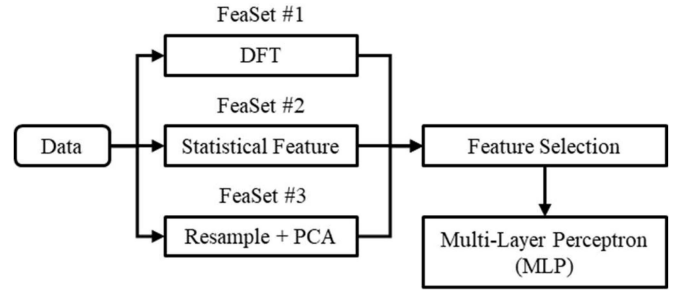 FeaSet #1
DFT
FeaSet #2
Data
Statistical Feature
Feature Selection
FeaSet #3
Resample + PCA
Multi-Layer Perceptron
(MLP)